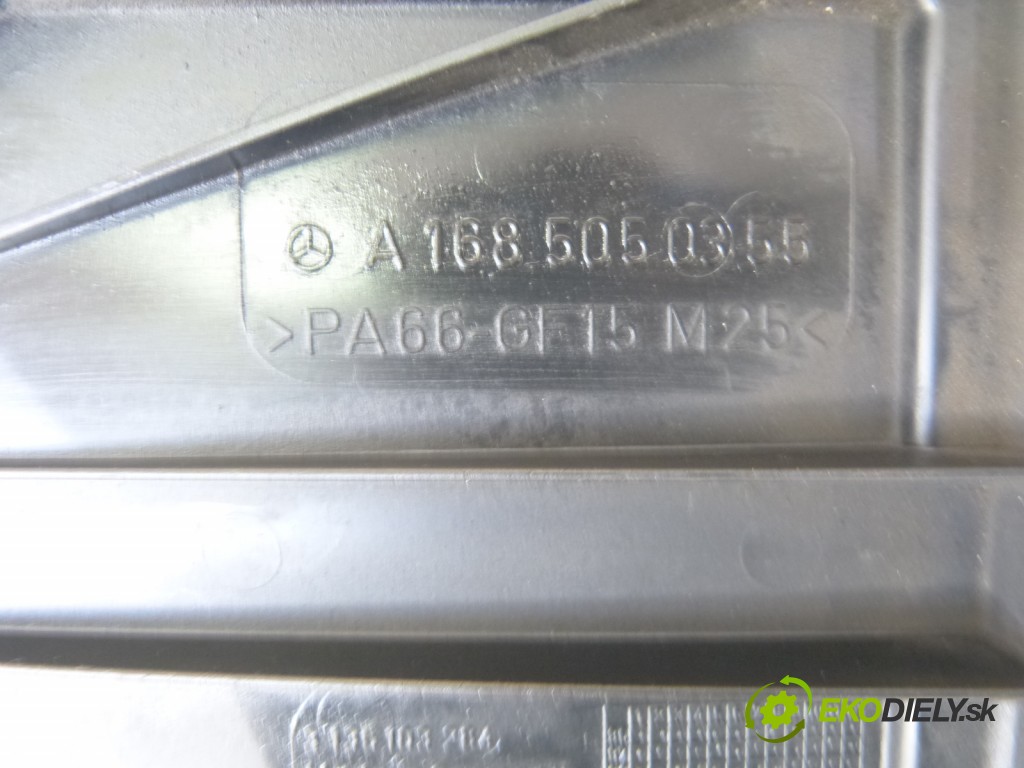 A 168 505 03 55
>PA66-GF15 M25<
EKODIELY.sk